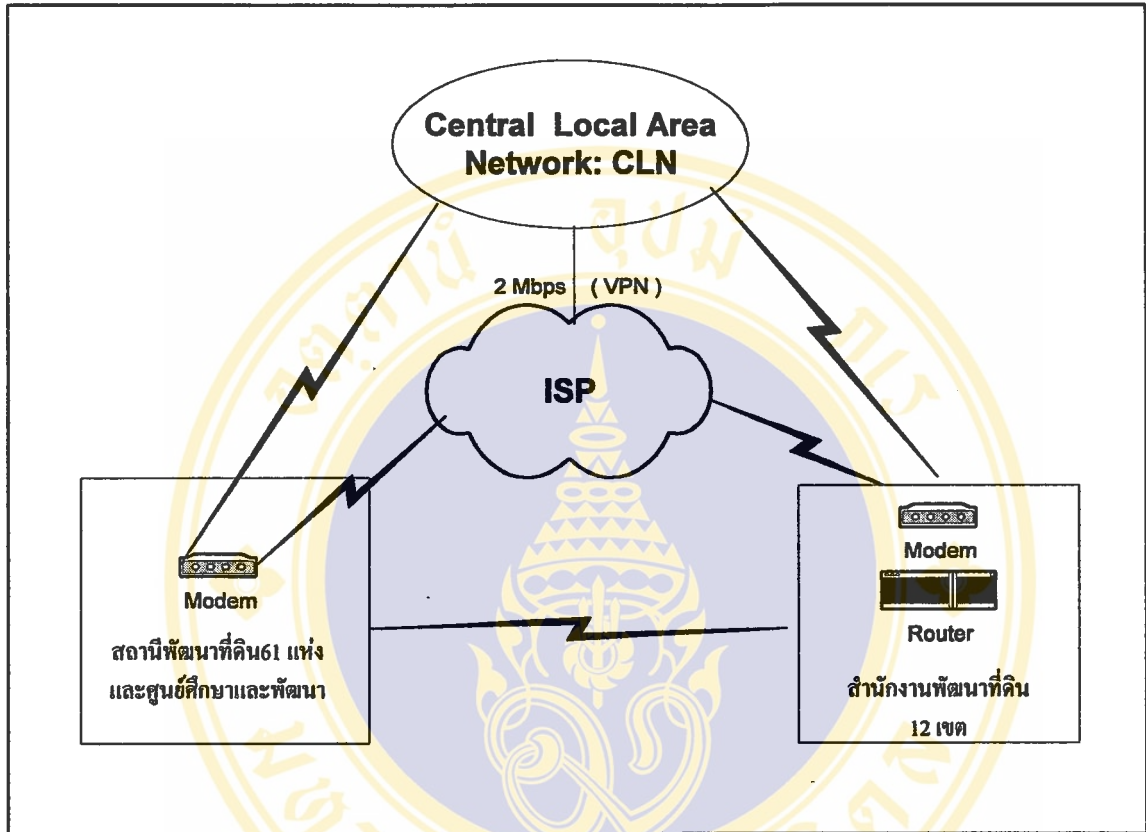 Central Local Area
Network: CLN
2 Mbps ( VPN )
ISP
Modem
สถานีพัฒนาที่ดิน61 แห่ง
และศูนย์ศึกษาและพัฒนา
Modem
Router
สำนักงานพัฒนาที่ดิน
12 เขต